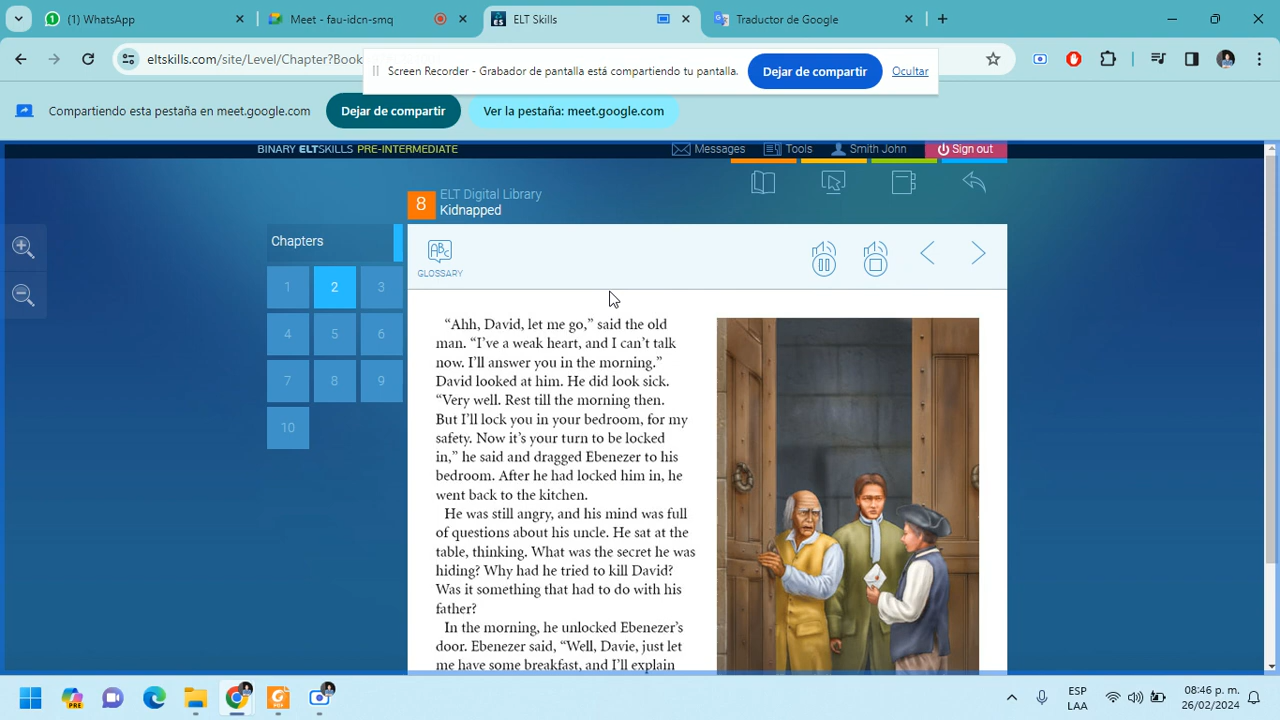 (1) WhatsApp
Meet - fau-idcn-smq
ELT Skills
Traductor de Google
eltskills.com/site/Level/Chapter?Book
Screen Recorder - Grabador de pantalla está compartiendo tu pantalla.
Dejar de compartir
Ocultar
Compartiendo esta pestaña en meet.google.com
Dejar de compartir
Ver la pestaña: meet.google.com
BINARY ELTSKILLS PRE-INTERMEDIATE
Messages
Tools
Smith John
Sign out
8
ELT Digital Library
Kidnapped
Chapters
1
2
3
4
5
6
7
8
9
10
ABC
GLOSSARY
“Ahh, David, let me go,” said the old
man. “I’ve a weak heart, and I can’t talk
now. I’ll answer you in the morning.”
David looked at him. He did look sick.
“Very well. Rest till the morning then.
But I’ll lock you in your bedroom, for my
safety. Now it’s your turn to be locked
in,” he said and dragged Ebenezer to his
bedroom. After he had locked him in, he
went back to the kitchen.
He was still angry, and his mind was full
of questions about his uncle. He sat at the
table, thinking. What was the secret he was
hiding? Why had he tried to kill David?
Was it something that had to do with his
father?
In the morning, he unlocked Ebenezer’s
door. Ebenezer said, “Well, Davie, just let
me have some breakfast, and I’ll explain
PRE
ESP
LAA
08:46 p. m.
26/02/2024